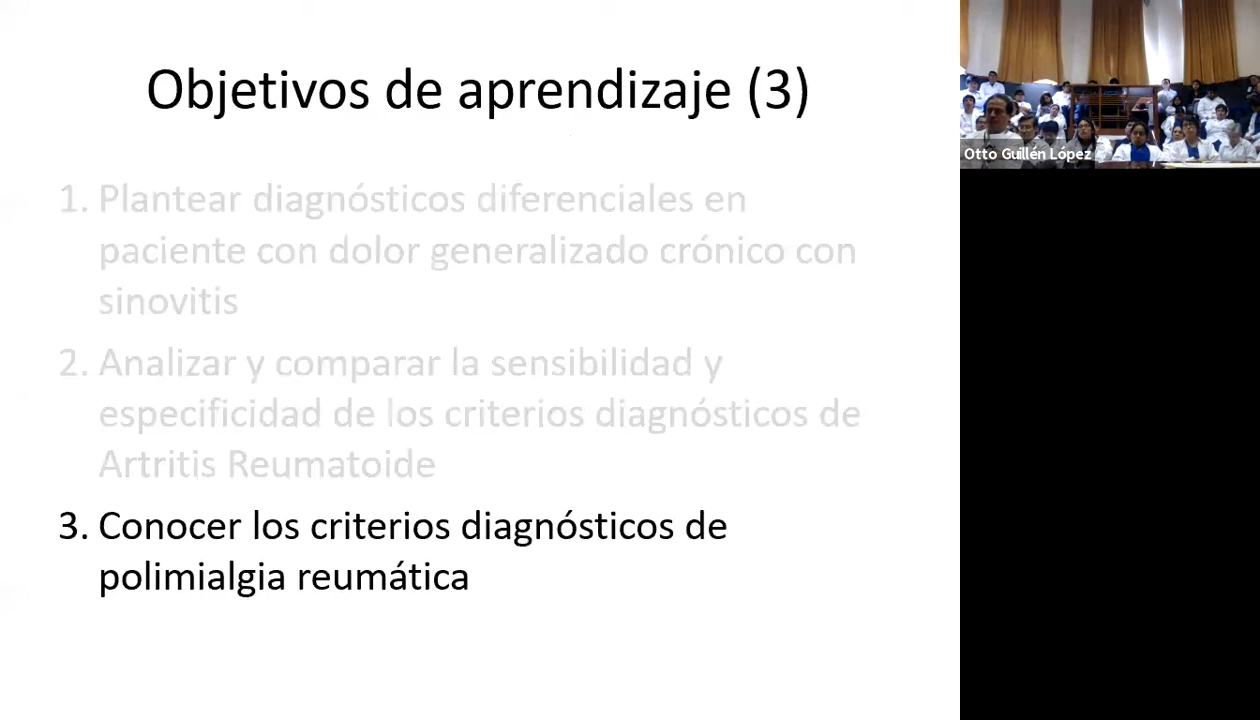 Objetivos de aprendizaje (3)
1. Plantear diagnósticos diferenciales en
paciente con dolor generalizado crónico con
sinovitis
2. Analizar y comparar la sensibilidad y
especificidad de los criterios diagnósticos de
Artritis Reumatoide
3. Conocer los criterios diagnósticos de
polimialgia reumática
Otto Guillén López